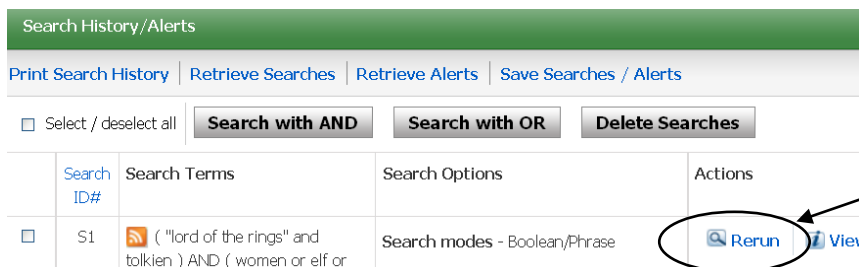 Search History/Alerts
Print Search History | Retrieve Searches | Retrieve Alerts | Save Searches / Alerts
Select / deselect all Search with AND Search with OR Delete Searches
Search ID# Search Terms Search Options Actions
S1 ( "lord of the rings" and Search modes - Boolean/Phrase Rerun View
tolkien ) AND ( women or elf or